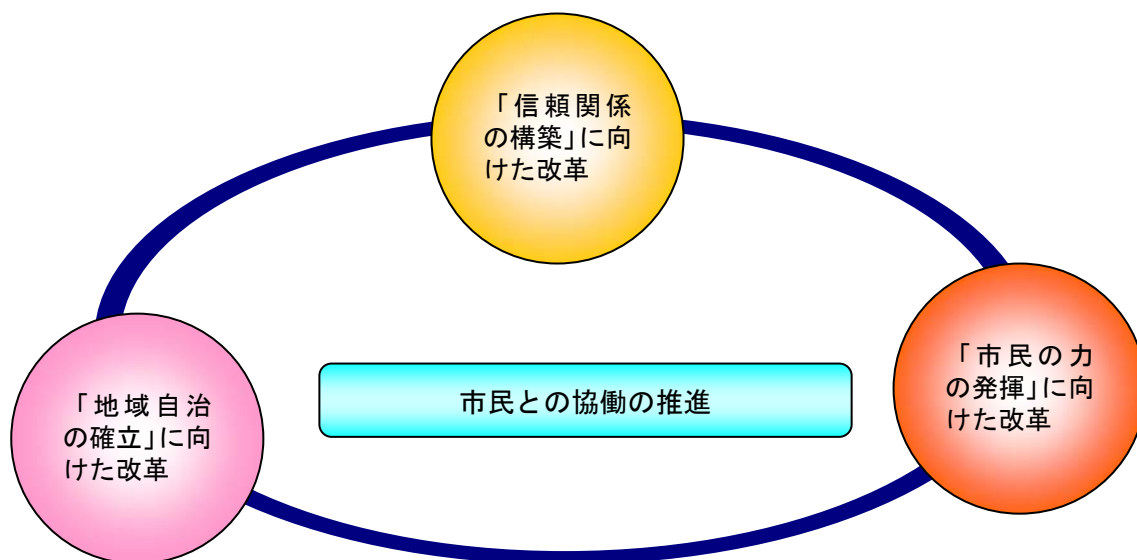 「信頼関係
の構築」に向
けた改革
「市民の力
の発揮」に向
けた改革
市民との協働の推進
「地域自治
の確立」に向
けた改革